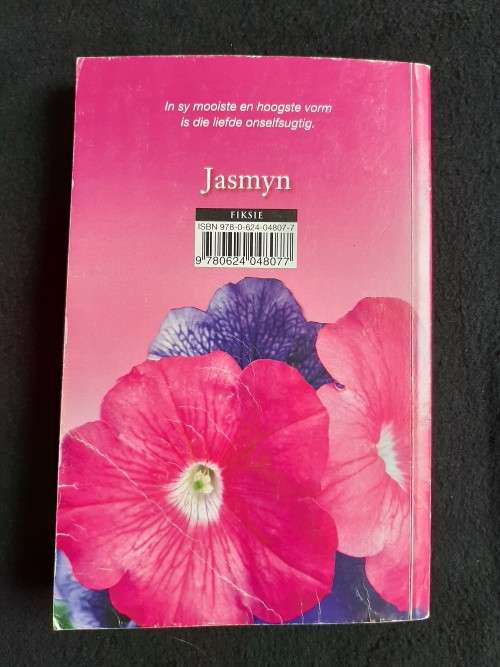 In sy mooiste en hoogste vorm
is die liefde onselfsugtig.
Jasmyn
FIKSIE
ISBN 978-0-624-04807-7
9 780624 048077